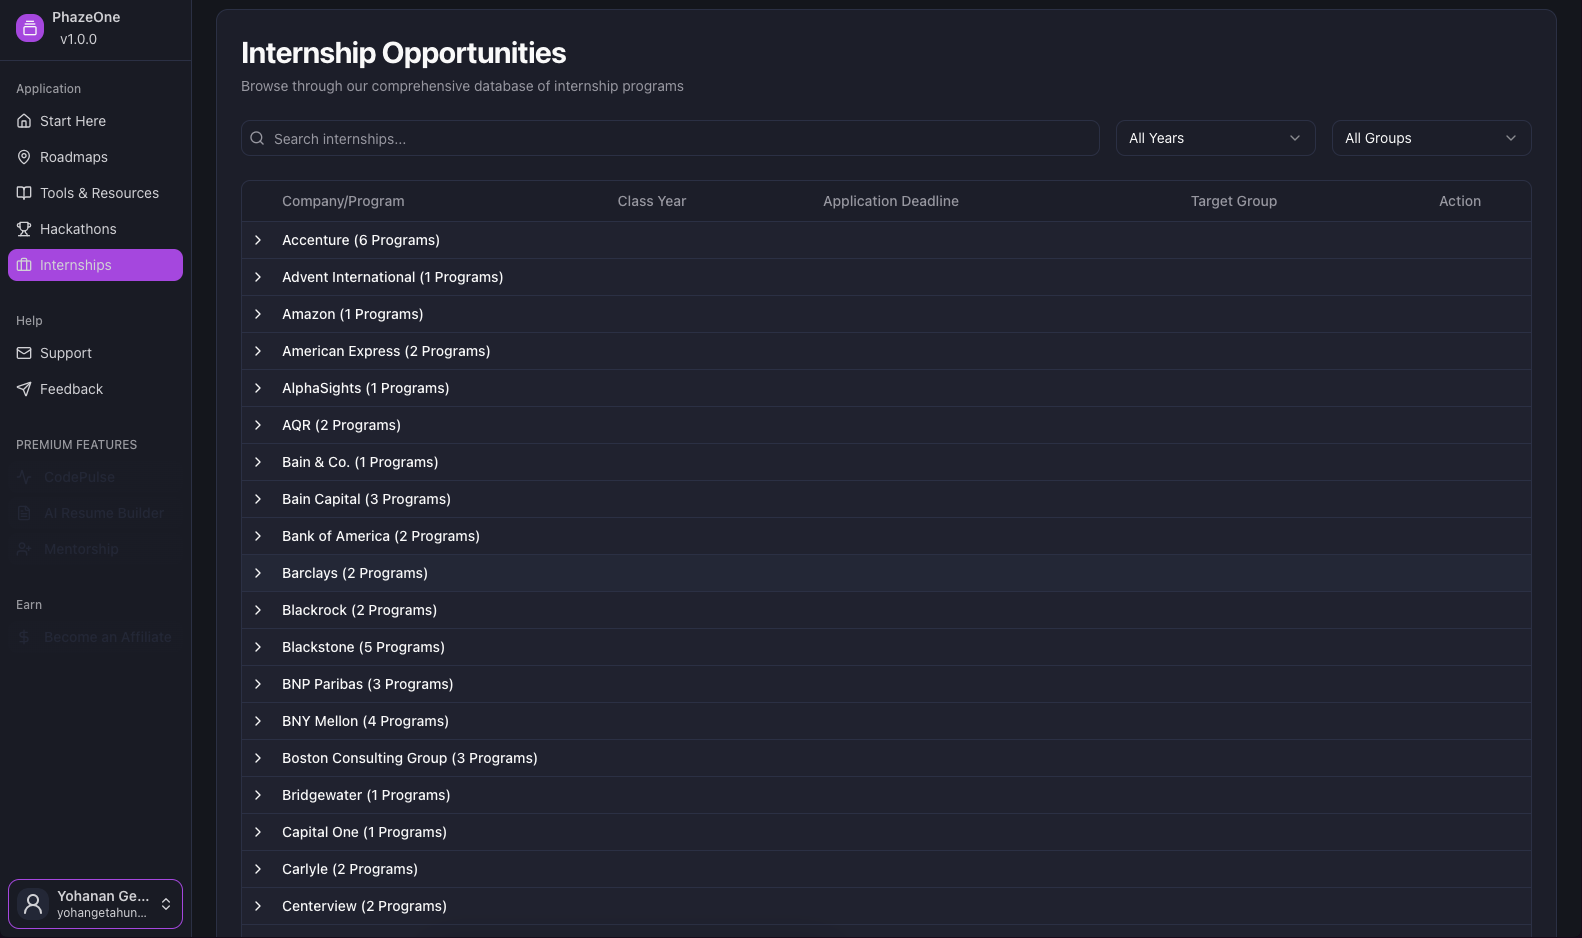 PhazeOne
v1.0.0
Application
Start Here
Roadmaps
Tools & Resources
Hackathons
Internships
Help
Support
Feedback
PREMIUM FEATURES
CodePulse
AI Resume Builder
Mentorship
Earn
Become an Affiliate
Yohanan Ge...
yohangetahun...
Internship Opportunities
Browse through our comprehensive database of internship programs
Search internships...
All Years
All Groups
Company/Program Class Year Application Deadline Target Group Action
Accenture (6 Programs)
Advent International (1 Programs)
Amazon (1 Programs)
American Express (2 Programs)
AlphaSights (1 Programs)
AQR (2 Programs)
Bain & Co. (1 Programs)
Bain Capital (3 Programs)
Bank of America (2 Programs)
Barclays (2 Programs)
Blackrock (2 Programs)
Blackstone (5 Programs)
BNP Paribas (3 Programs)
BNY Mellon (4 Programs)
Boston Consulting Group (3 Programs)
Bridgewater (1 Programs)
Capital One (1 Programs)
Carlyle (2 Programs)
Centerview (2 Programs)